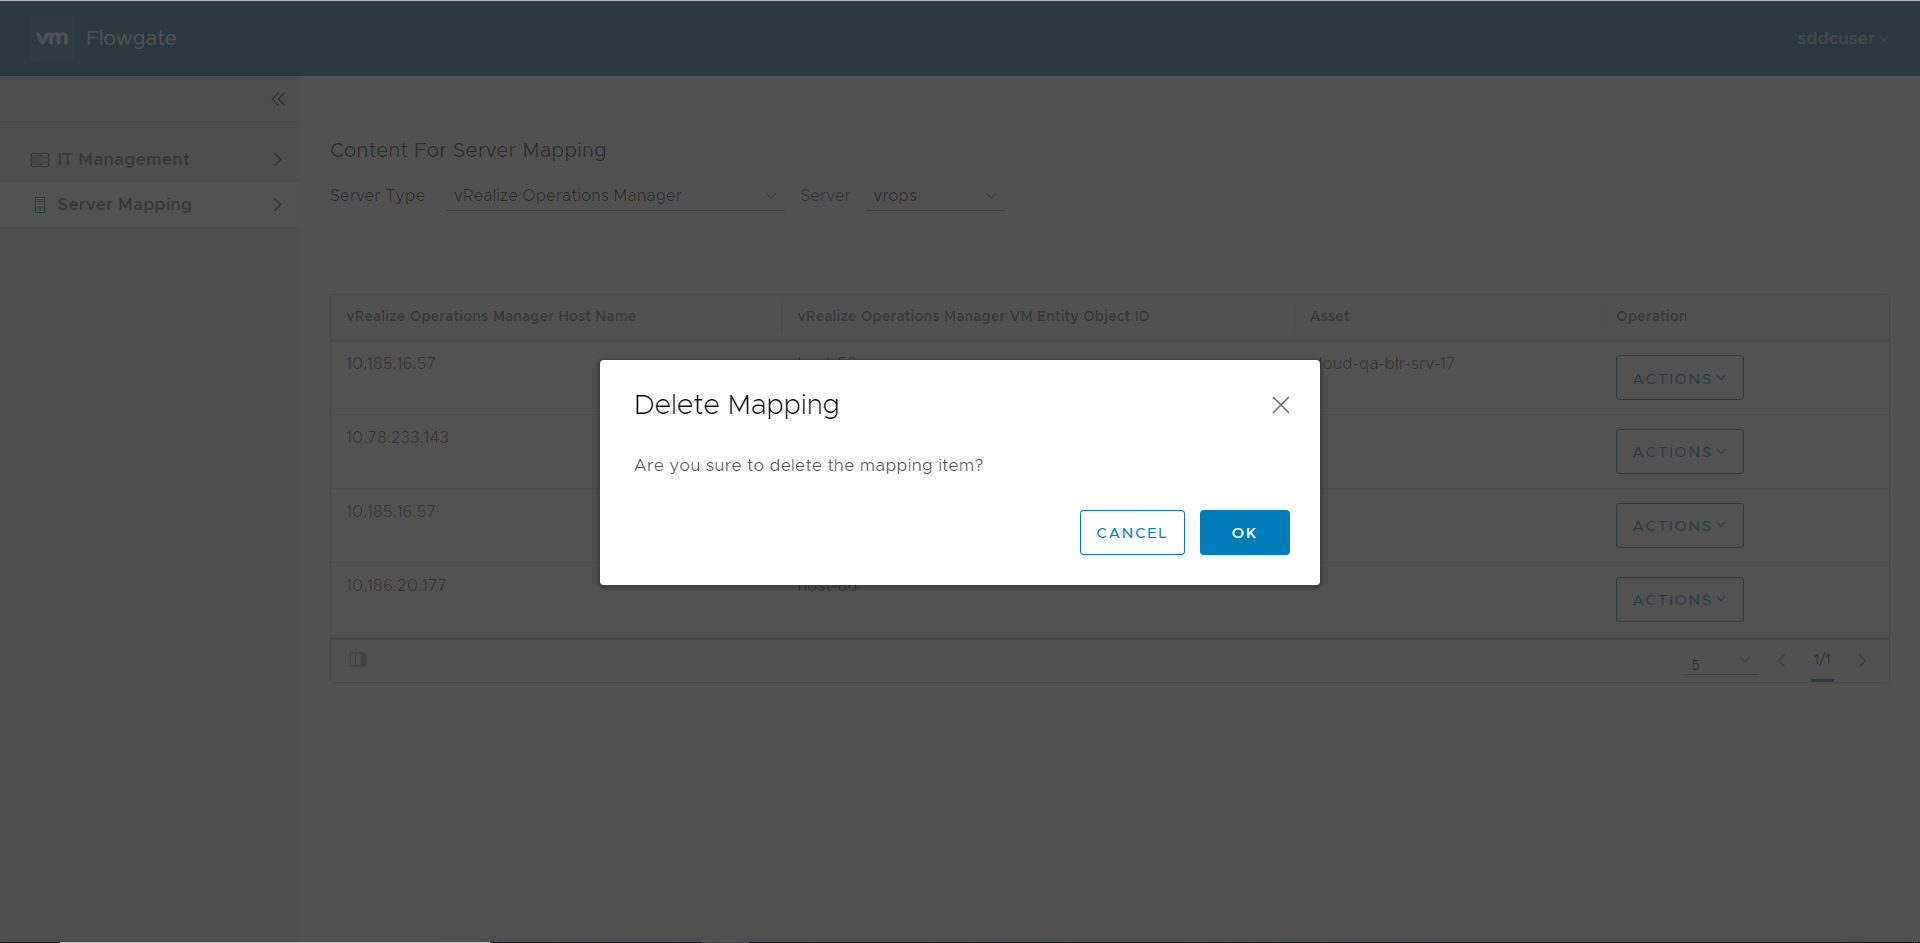 vm Flowgate
sddcuser
IT Management
Server Mapping
Content For Server Mapping
Server Type vRealize Operations Manager Server vrops
vRealize Operations Manager Host Name vRealize Operations Manager VM Entity Object ID Asset Operation
10.185.16.57 oud-qa-blr-srv-17 ACTIONS
10.78.233.143 ACTIONS
10.185.16.57 ACTIONS
10.186.20.177 ACTIONS
5 1/1
Delete Mapping
Are you sure to delete the mapping item?
CANCEL OK